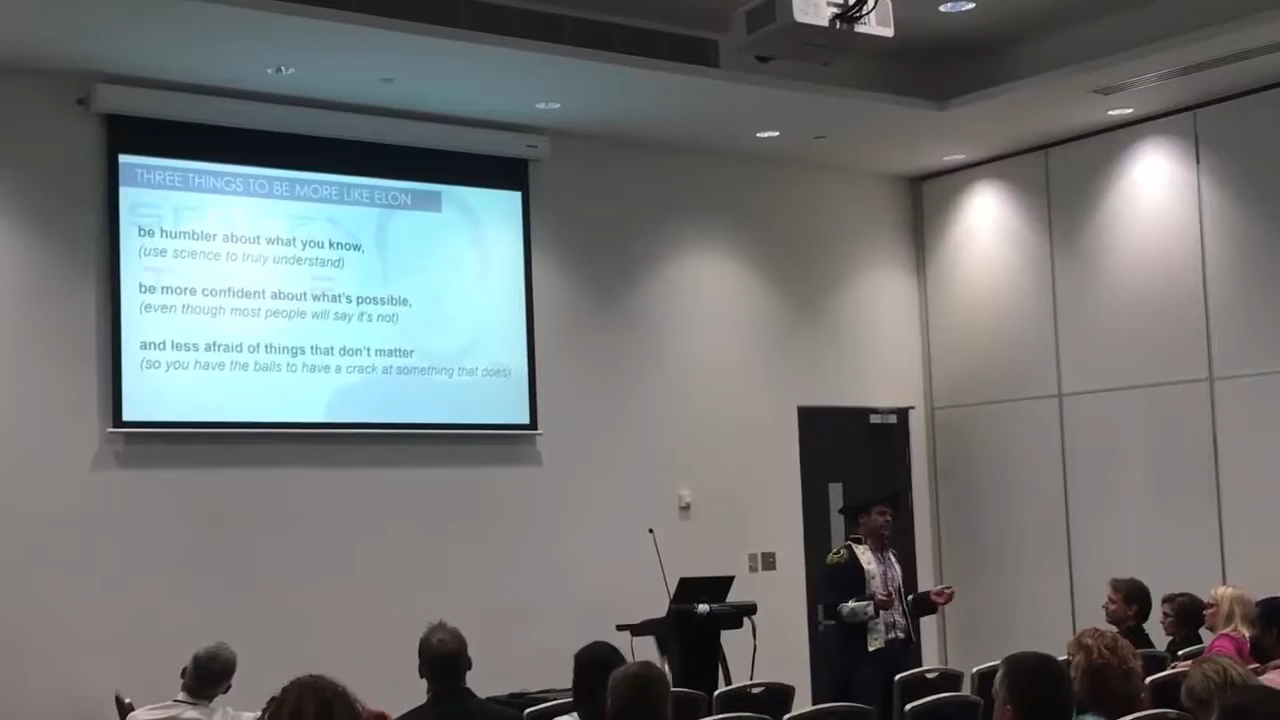 THREE THINGS TO BE MORE LIKE ELON
be humbler about what you know,
(use science to truly understand)
be more confident about what's possible,
(even though most people will say it's not)
and less afraid of things that don't matter
(so you have the balls to have a crack at something that does)